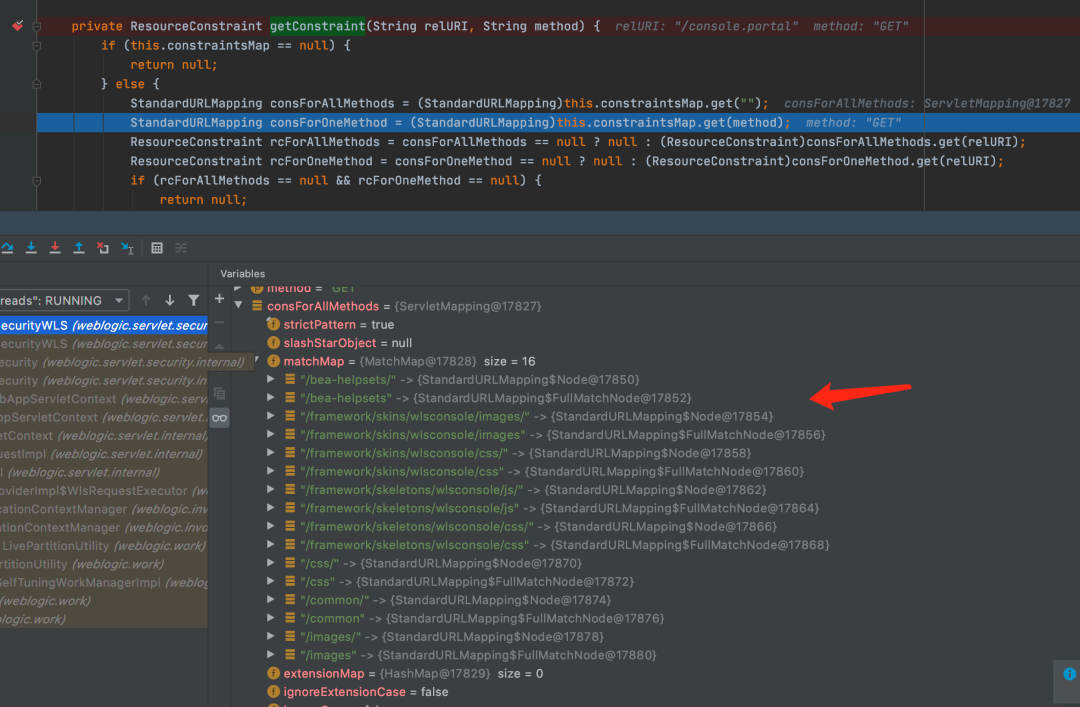 private ResourceConstraint getConstraint(String relURI, String method) { relURI: "/console.portal" method: "GET"
if (this.constraintsMap == null) {
return null;
} else {
StandardURLMapping consForAllMethods = (StandardURLMapping)this.constraintsMap.get(""); consForAllMethods: ServletMapping@17827
StandardURLMapping consForOneMethod = (StandardURLMapping)this.constraintsMap.get(method); method: "GET"
ResourceConstraint rcForAllMethods = consForAllMethods == null ? null : (ResourceConstraint)consForAllMethods.get(relURI);
ResourceConstraint rcForOneMethod = consForOneMethod == null ? null : (ResourceConstraint)consForOneMethod.get(relURI);
if (rcForAllMethods == null && rcForOneMethod == null) {
return null;
Variables
reads": RUNNING
ecurityWLS (weblogic.servlet.secur
ecurityWLS (weblogic.servlet.secur
ecurity (weblogic.servlet.security.internal)
ecurity (weblogic.servlet.security.in
bAppServletContext (weblogic.serv
ppServletContext (weblogic.servlet.
etContext (weblogic.servlet.internal)
uestImpl (weblogic.servlet.internal)
l (weblogic.servlet.internal)
oviderImpl$WlsRequestExecutor (w
cationContextManager (weblogic.inv
ationContextManager (weblogic.invo
LivePartitionUtility (weblogic.work)
rtitionUtility (weblogic.work)
SelfTuningWorkManagerImpl (weblog
(weblogic.work)
logic.work)
method = "GET"
consForAllMethods = {ServletMapping@17827}
strictPattern = true
slashStarObject = null
matchMap = {MatchMap@17828} size = 16
"/bea-helpsets/" -> {StandardURLMapping$Node@17850}
"/bea-helpsets" -> {StandardURLMapping$FullMatchNode@17852}
"/framework/skins/wlsconsole/images/" -> {StandardURLMapping$Node@17854}
"/framework/skins/wlsconsole/images" -> {StandardURLMapping$FullMatchNode@17856}
"/framework/skins/wlsconsole/css/" -> {StandardURLMapping$Node@17858}
"/framework/skins/wlsconsole/css" -> {StandardURLMapping$FullMatchNode@17860}
"/framework/skeletons/wlsconsole/js/" -> {StandardURLMapping$Node@17862}
"/framework/skeletons/wlsconsole/js" -> {StandardURLMapping$FullMatchNode@17864}
"/framework/skeletons/wlsconsole/css/" -> {StandardURLMapping$Node@17866}
"/framework/skeletons/wlsconsole/css" -> {StandardURLMapping$FullMatchNode@17868}
"/css/" -> {StandardURLMapping$Node@17870}
"/css" -> {StandardURLMapping$FullMatchNode@17872}
"/common/" -> {StandardURLMapping$Node@17874}
"/common" -> {StandardURLMapping$FullMatchNode@17876}
"/images/" -> {StandardURLMapping$Node@17878}
"/images" -> {StandardURLMapping$FullMatchNode@17880}
extensionMap = {HashMap@17829} size = 0
ignoreExtensionCase = false